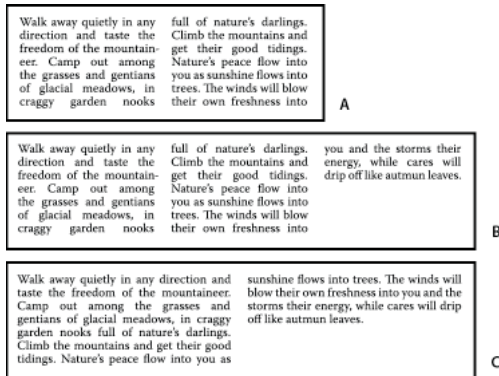 Walk away quietly in any
direction and taste the
freedom of the mountain-
eer. Camp out among
the grasses and gentians
of glacial meadows, in
craggy garden nooks
full of nature's darlings.
Climb the mountains and
get their good tidings.
Nature's peace flow into
you as sunshine flows into
trees. The winds will blow
their own freshness into
A
Walk away quietly in any
direction and taste the
freedom of the mountain-
eer. Camp out among
the grasses and gentians
of glacial meadows, in
craggy garden nooks
full of nature's darlings.
Climb the mountains and
get their good tidings.
Nature's peace flow into
you as sunshine flows into
trees. The winds will blow
their own freshness into
you and the storms their
energy, while cares will
drip off like autmun leaves.
B
Walk away quietly in any direction and
taste the freedom of the mountaineer.
Camp out among the grasses and
gentians of glacial meadows, in craggy
garden nooks full of nature's darlings.
Climb the mountains and get their good
tidings. Nature's peace flow into you as
sunshine flows into trees. The winds will
blow their own freshness into you and the
storms their energy, while cares will drip
off like autmun leaves.
C